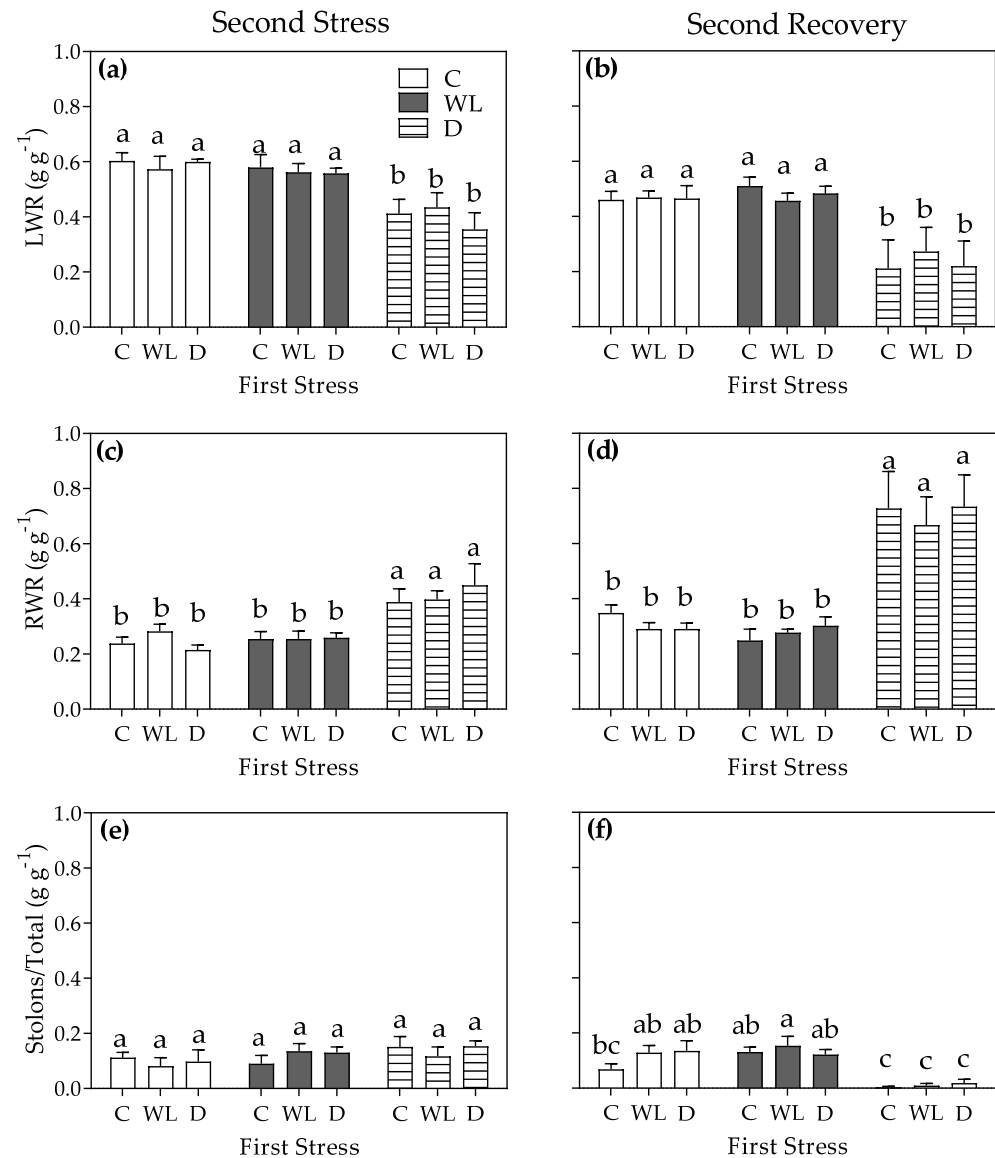 Second Stress
Second Recovery
(a)
C
WL
D
LWR (g g⁻¹)
1.0
0.8
0.6
0.4
0.2
0.0
a a a a a a b b b
C WL D C WL D C WL D
First Stress
(b)
a a a a a a b b b
C WL D C WL D C WL D
First Stress
(c)
RWR (g g⁻¹)
1.0
0.8
0.6
0.4
0.2
0.0
b b b b b b a a a
C WL D C WL D C WL D
First Stress
(d)
b b b b b b a a a
C WL D C WL D C WL D
First Stress
(e)
Stolons/Total (g g⁻¹)
1.0
0.8
0.6
0.4
0.2
0.0
a a a a a a a a a
C WL D C WL D C WL D
First Stress
(f)
bc ab ab ab a ab c c c
C WL D C WL D C WL D
First Stress